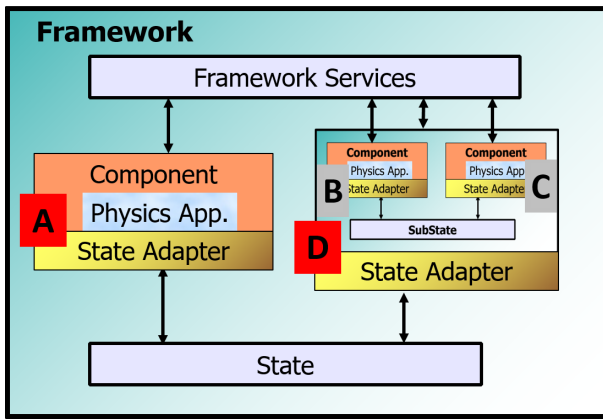 Framework
Framework Services
Component
Physics App.
State Adapter
A
Component
Physics App.
State Adapter
B
Component
Physics App.
State Adapter
C
SubState
D
State Adapter
State